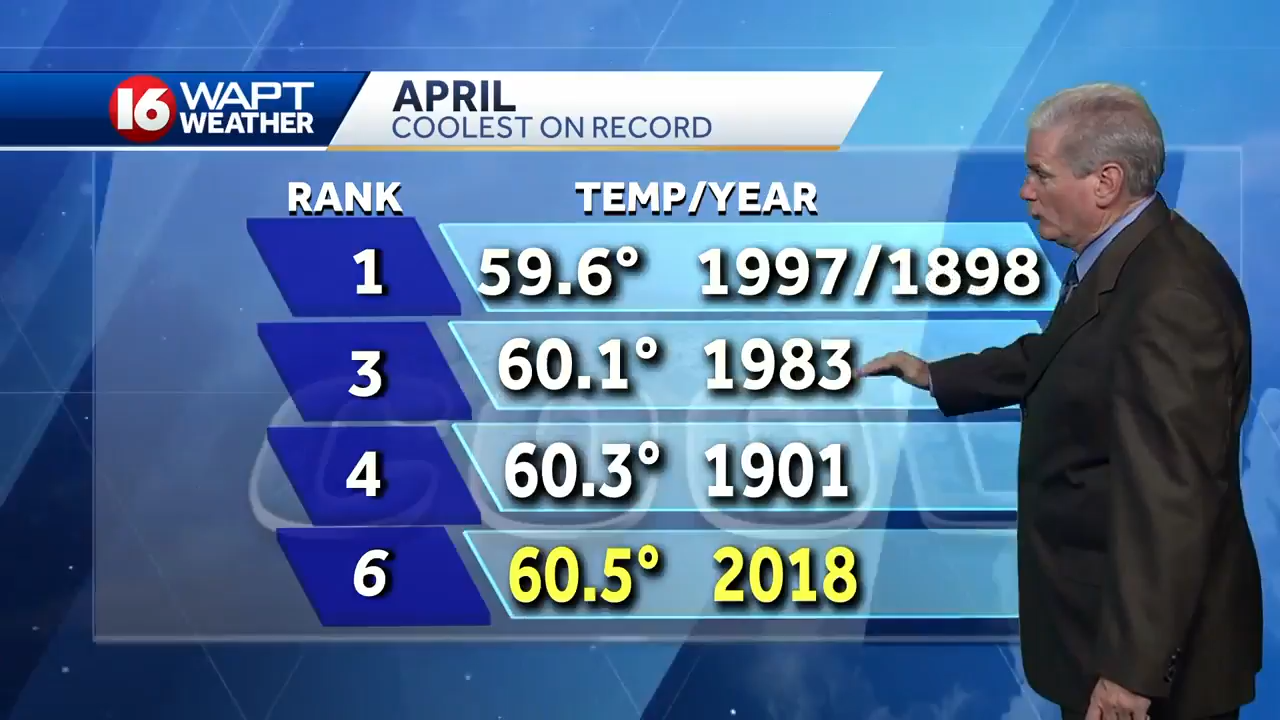 16 WAPT
WEATHER
APRIL
COOLEST ON RECORD
RANK TEMP/YEAR
1 59.6° 1997/1898
3 60.1° 1983
4 60.3° 1901
6 60.5° 2018
COOL